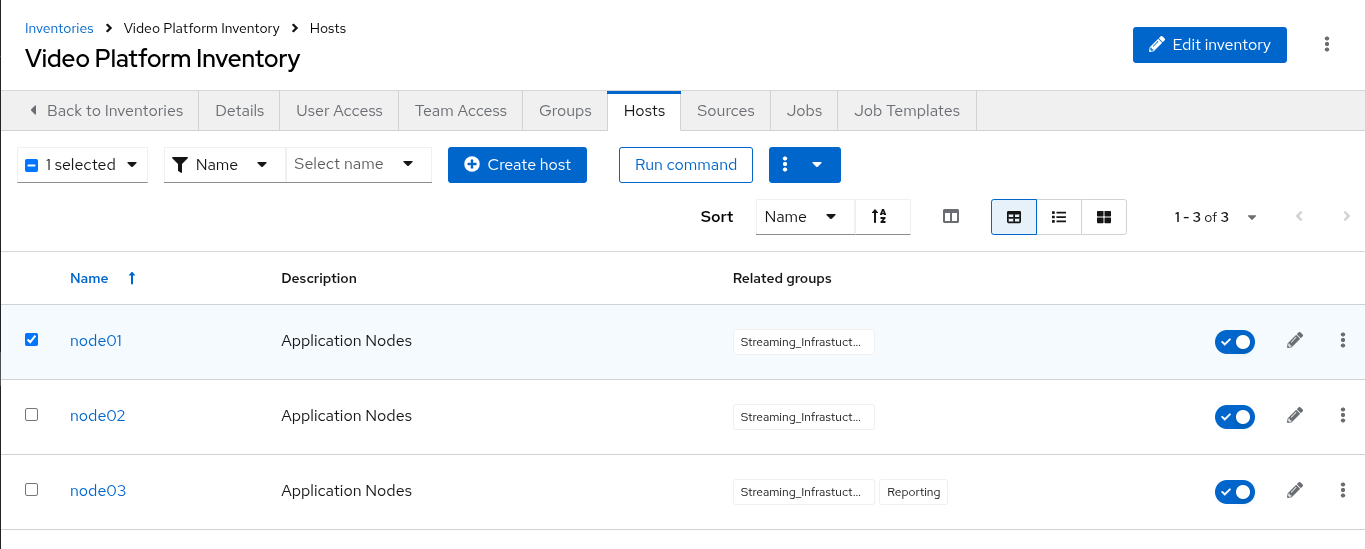 Inventories Video Platform Inventory Hosts
Video Platform Inventory
Edit inventory
Back to Inventories Details User Access Team Access Groups Hosts Sources Jobs Job Templates
1 selected Name Select name Create host Run command
Sort Name 1 - 3 of 3
Name Description Related groups
node01 Application Nodes Streaming_Infrastuct...
node02 Application Nodes Streaming_Infrastuct...
node03 Application Nodes Streaming_Infrastuct... Reporting